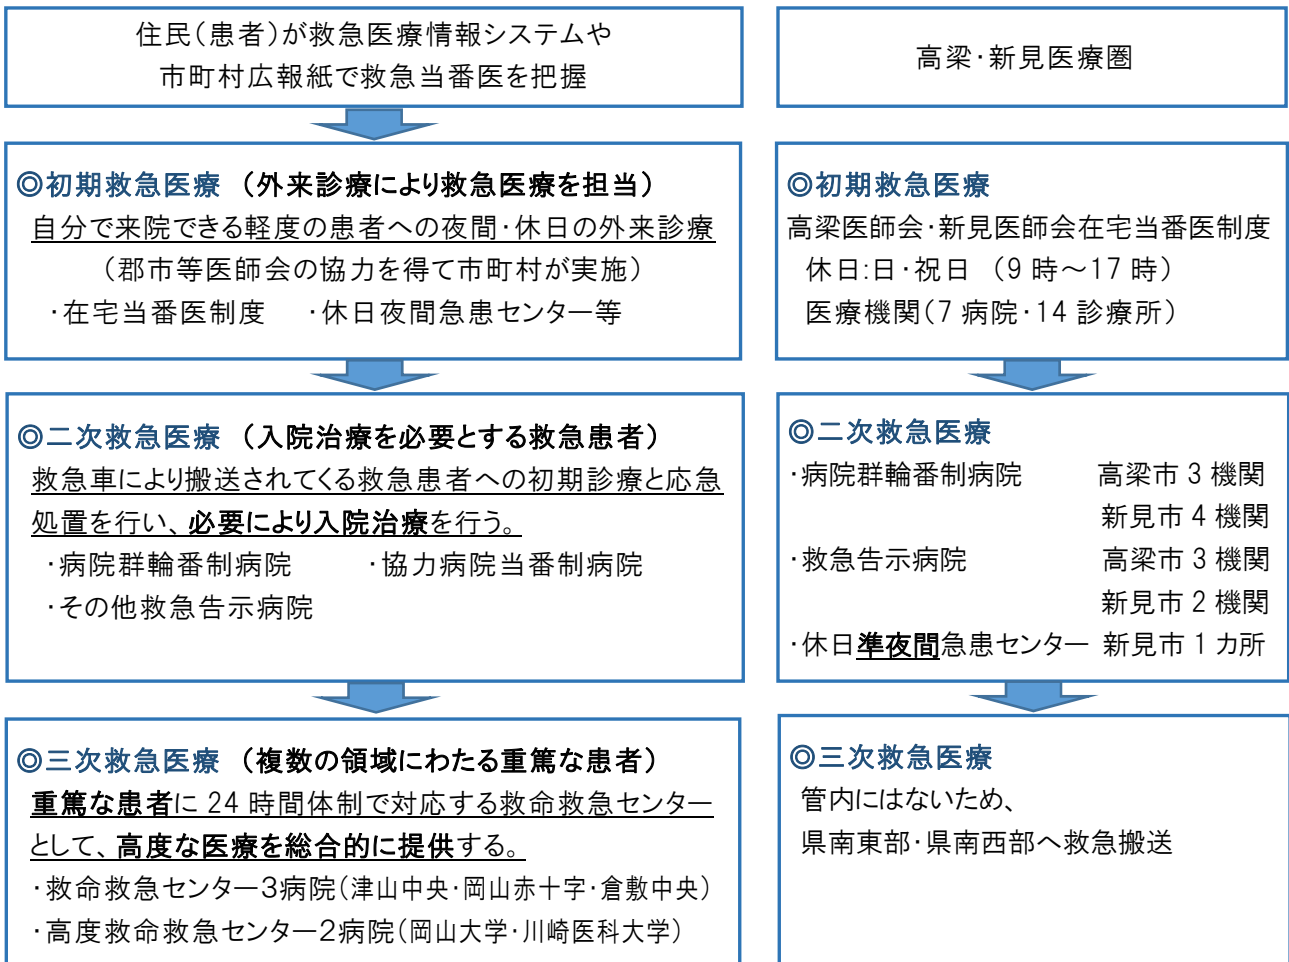 住民（患者）が救急医療情報システムや
市町村広報紙で救急当番医を把握
高梁・新見医療圏
◎初期救急医療 （外来診療により救急医療を担当）
自分で来院できる軽度の患者への夜間・休日の外来診療
（郡市等医師会の協力を得て市町村が実施）
・在宅当番医制度 ・休日夜間急患センター等
◎初期救急医療
高梁医師会・新見医師会在宅当番医制度
休日:日・祝日 （9 時～17 時）
医療機関（7 病院・14 診療所）
◎二次救急医療 （入院治療を必要とする救急患者）
救急車により搬送されてくる救急患者への初期診療と応急
処置を行い、必要により入院治療を行う。
・病院群輪番制病院 ・協力病院当番制病院
・その他救急告示病院
◎二次救急医療
・病院群輪番制病院 高梁市 3 機関
新見市 4 機関
・救急告示病院 高梁市 3 機関
新見市 2 機関
・休日準夜間急患センター 新見市 1 カ所
◎三次救急医療 （複数の領域にわたる重篤な患者）
重篤な患者に 24 時間体制で対応する救命救急センター
として、高度な医療を総合的に提供する。
・救命救急センター3病院（津山中央・岡山赤十字・倉敷中央）
・高度救命救急センター2病院（岡山大学・川崎医科大学）
◎三次救急医療
管内にはないため、
県南東部・県南西部へ救急搬送